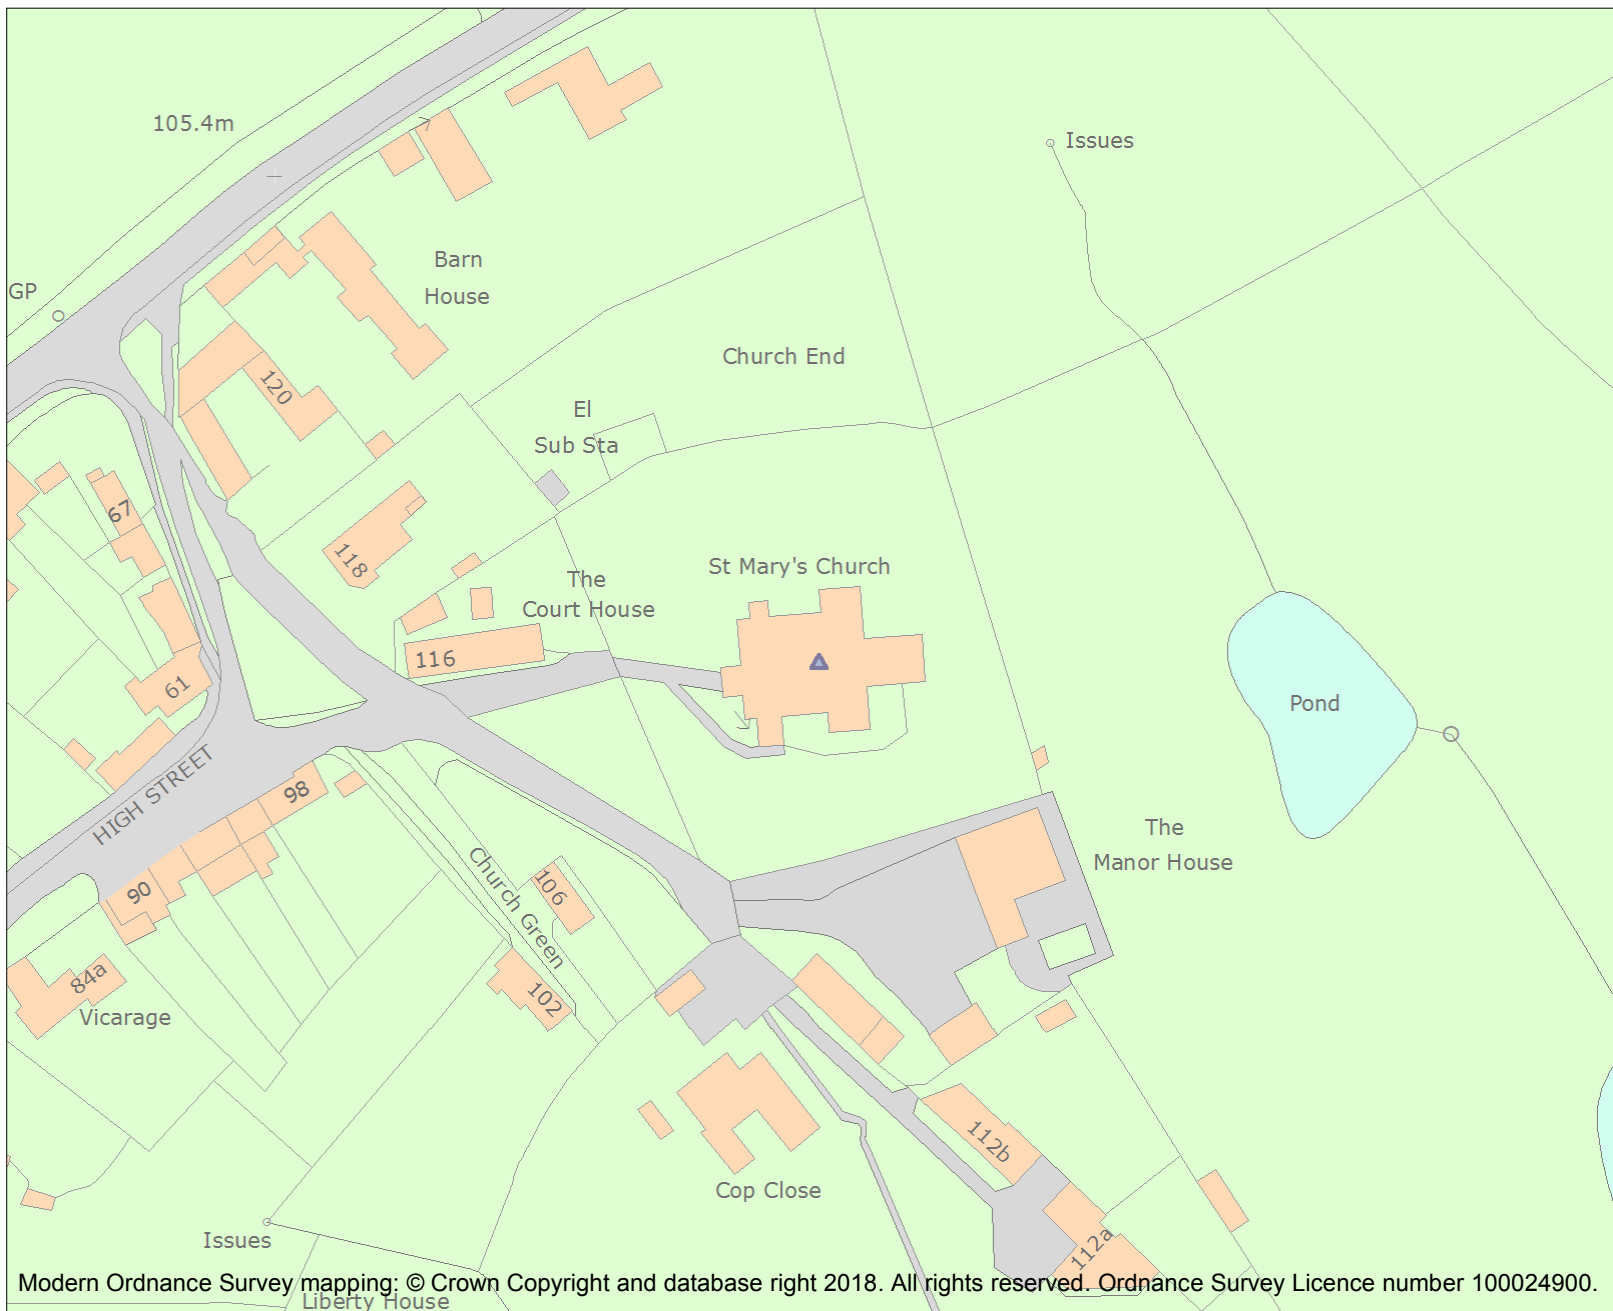 105.4m
Issues
Barn
House
GP
Church End
120
El
Sub Sta
67
118
St Mary's Church
The
Court House
116
61
Pond
HIGH STREET
98
The
Manor House
Church Green
106
90
84a
Vicarage
102
112b
Cop Close
Issues
112a
Modern Ordnance Survey mapping: © Crown Copyright and database right 2018. All rights reserved. Ordnance Survey Licence number 100024900.
Liberty House